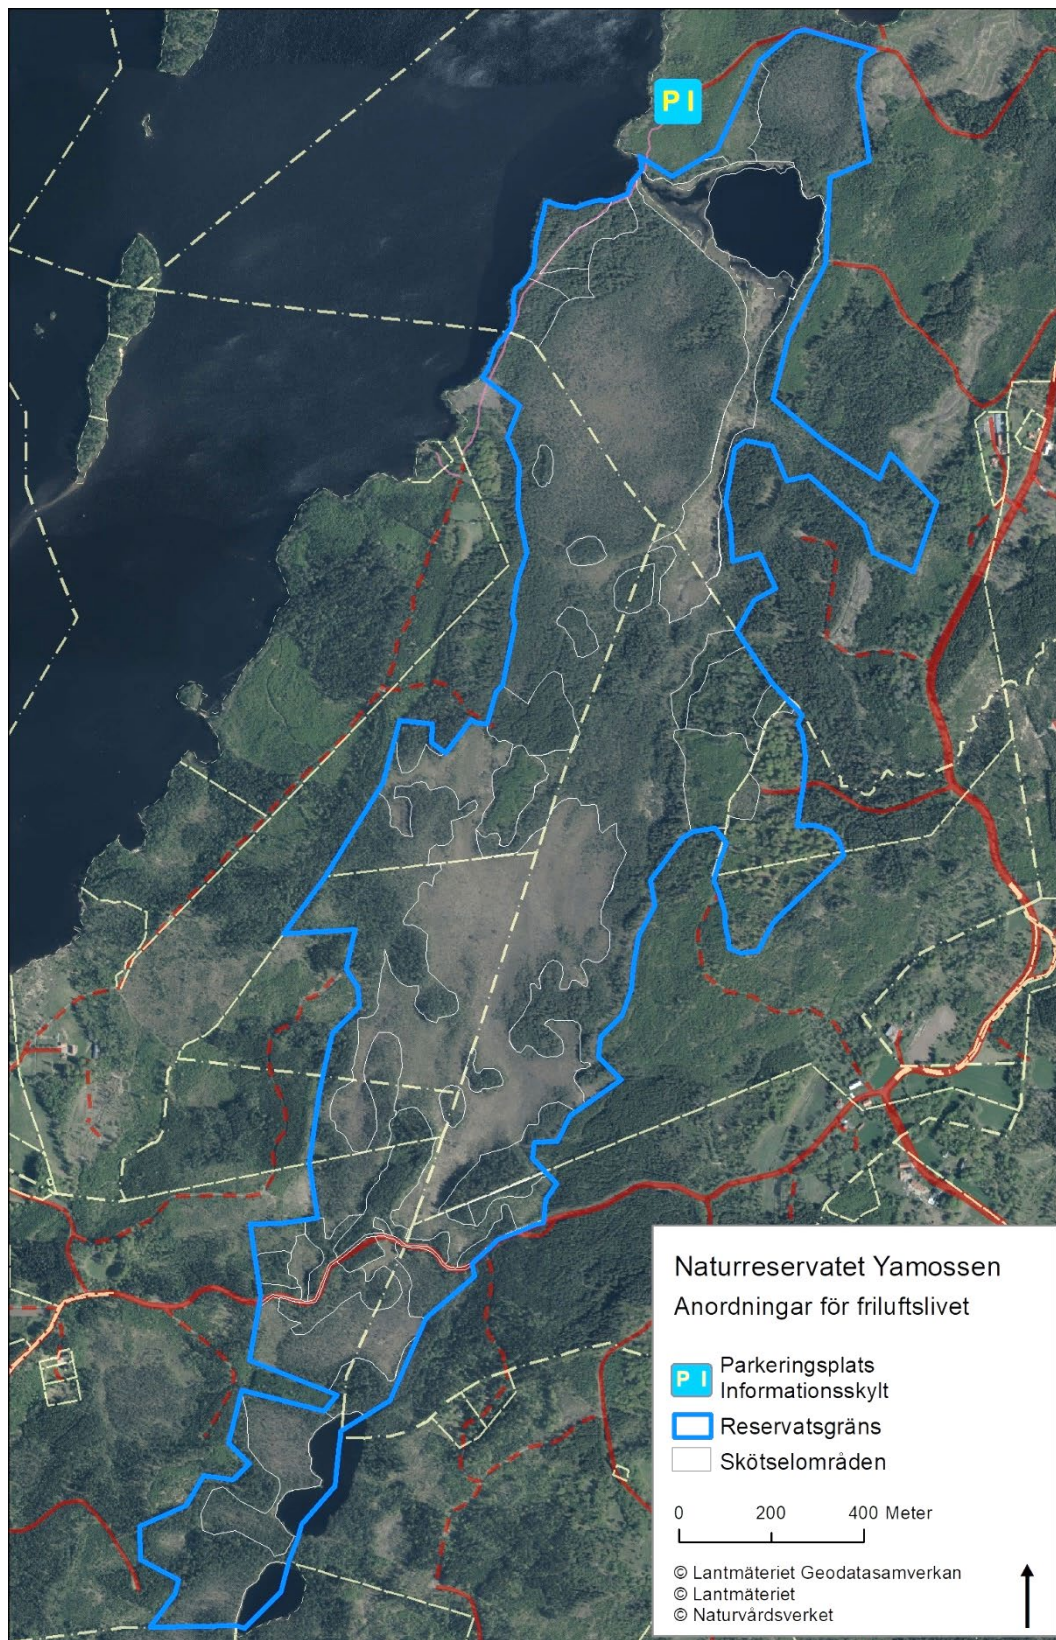 P I
Naturreservatet Yamossen
Anordningar för friluftslivet
P I
Parkeringsplats
Informationsskylt
Reservatsgräns
Skötselområden
0 200 400 Meter
© Lantmäteriet Geodatasamverkan
© Lantmäteriet
© Naturvårdsverket